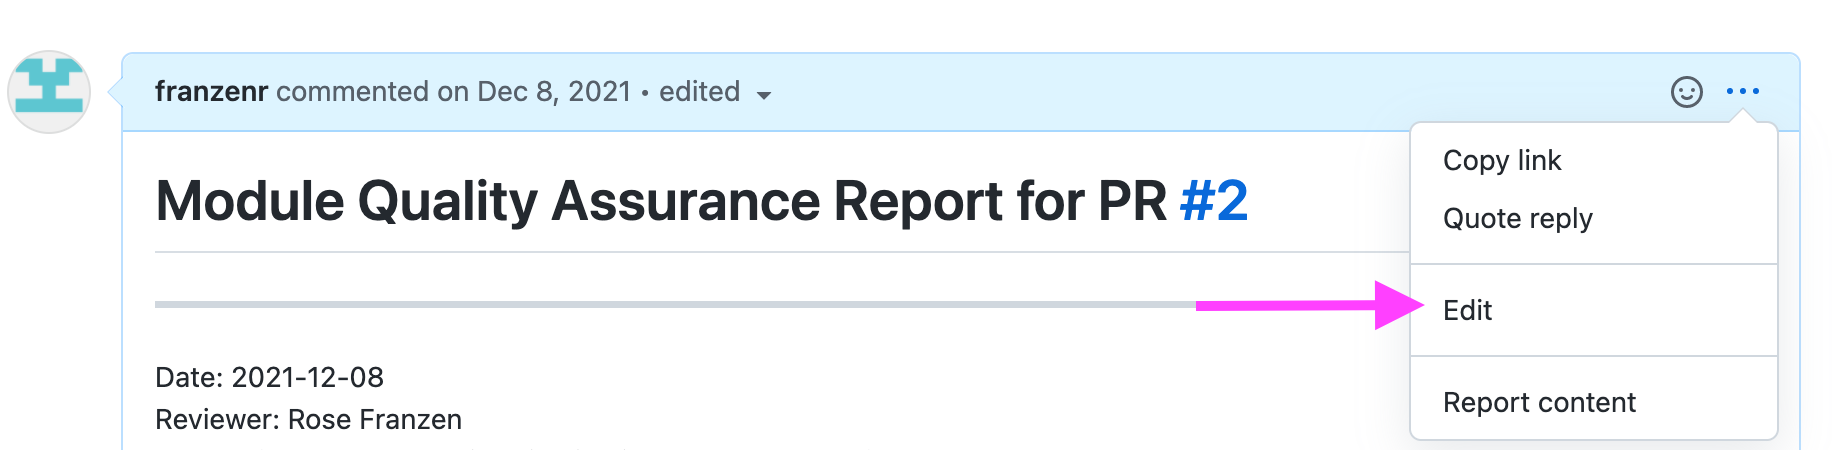 franzenr commented on Dec 8, 2021 • edited
Module Quality Assurance Report for PR #2
Date: 2021-12-08
Reviewer: Rose Franzen
Copy link
Quote reply
Edit
Report content